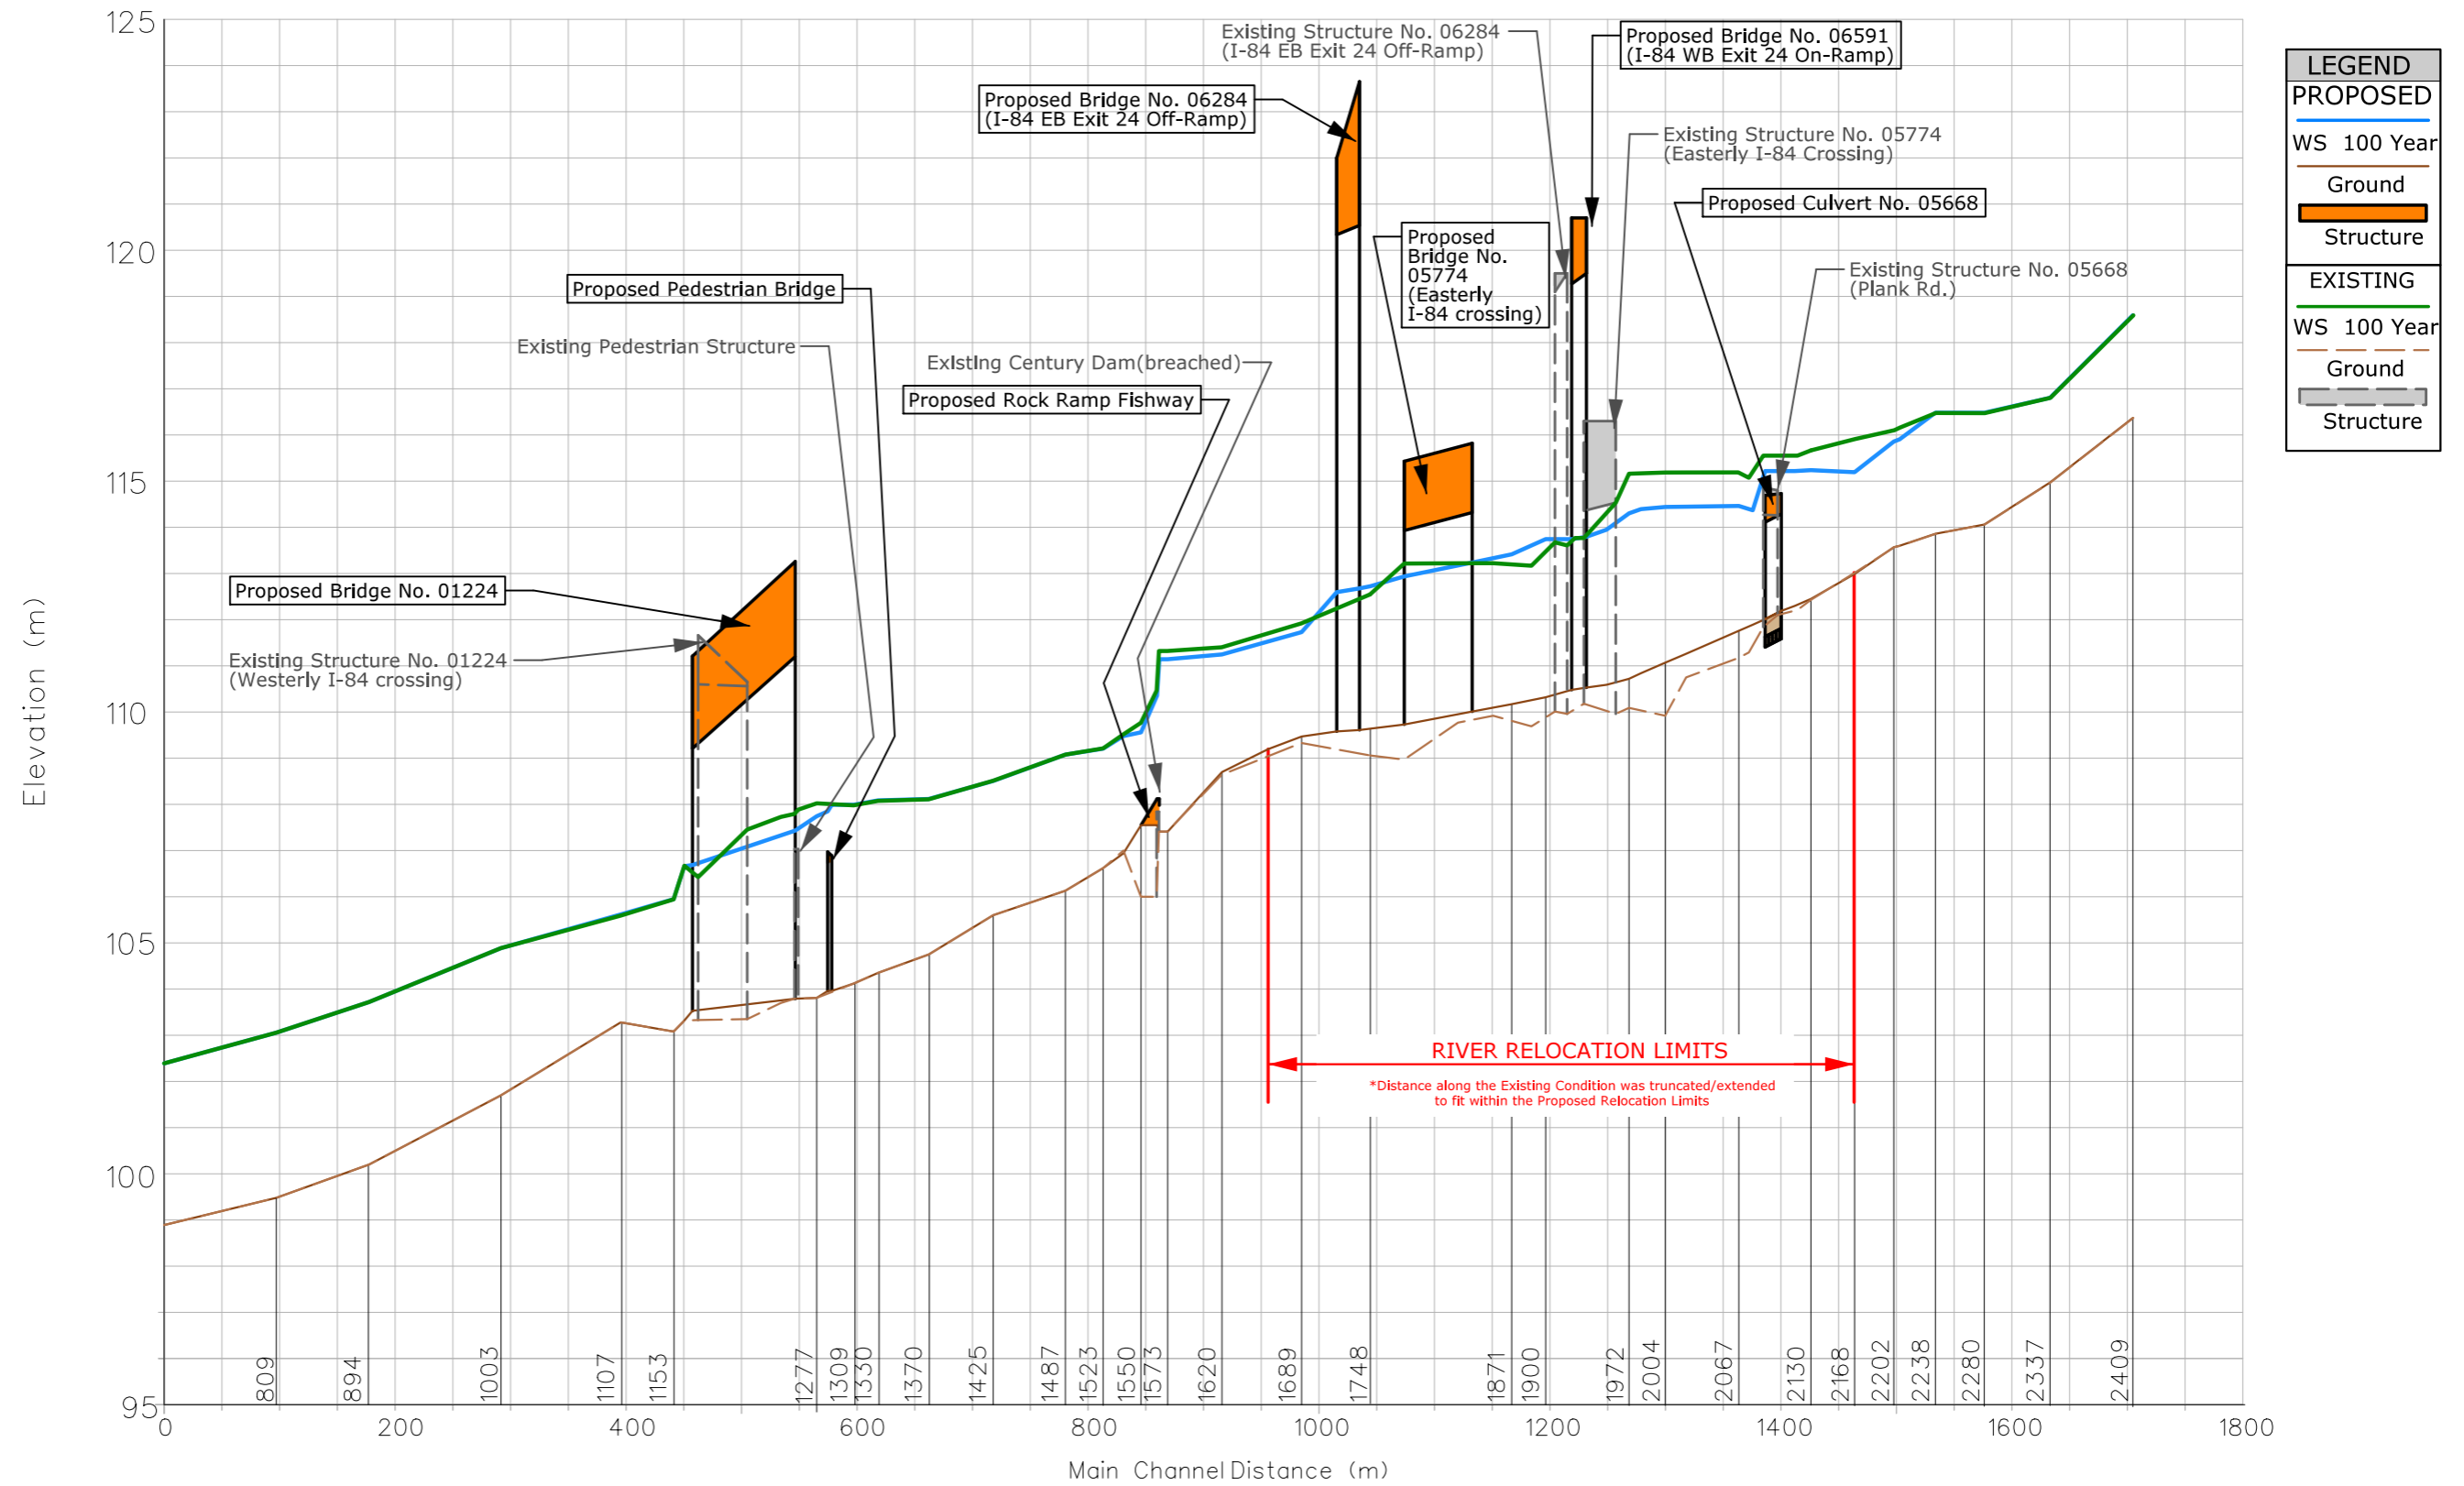 125
120
115
110
105
100
95
Elevation (m)
Existing Structure No. 06284
(I-84 EB Exit 24 Off-Ramp)
Proposed Bridge No. 06591
(I-84 WB Exit 24 On-Ramp)
Proposed Bridge No. 06284
(I-84 EB Exit 24 Off-Ramp)
Existing Structure No. 05774
(Easterly I-84 Crossing)
Proposed Culvert No. 05668
Proposed
Bridge No.
05774
(Easterly
I-84 crossing)
Existing Structure No. 05668
(Plank Rd.)
Proposed Pedestrian Bridge
Existing Pedestrian Structure
Existing Century Dam(breached)
Proposed Rock Ramp Fishway
Proposed Bridge No. 01224
Existing Structure No. 01224
(Westerly I-84 crossing)
RIVER RELOCATION LIMITS
*Distance along the Existing Condition was truncated/extended
to fit within the Proposed Relocation Limits
809
894
1003
1107
1153
1277
1309
1330
1370
1425
1487
1523
1550
1573
1620
1689
1748
1871
1900
1972
2004
2067
2130
2168
2202
2238
2280
2337
2409
0
200
400
600
800
1000
1200
1400
1600
1800
Main Channel Distance (m)
LEGEND
PROPOSED
WS 100 Year
Ground
Structure
EXISTING
WS 100 Year
Ground
Structure